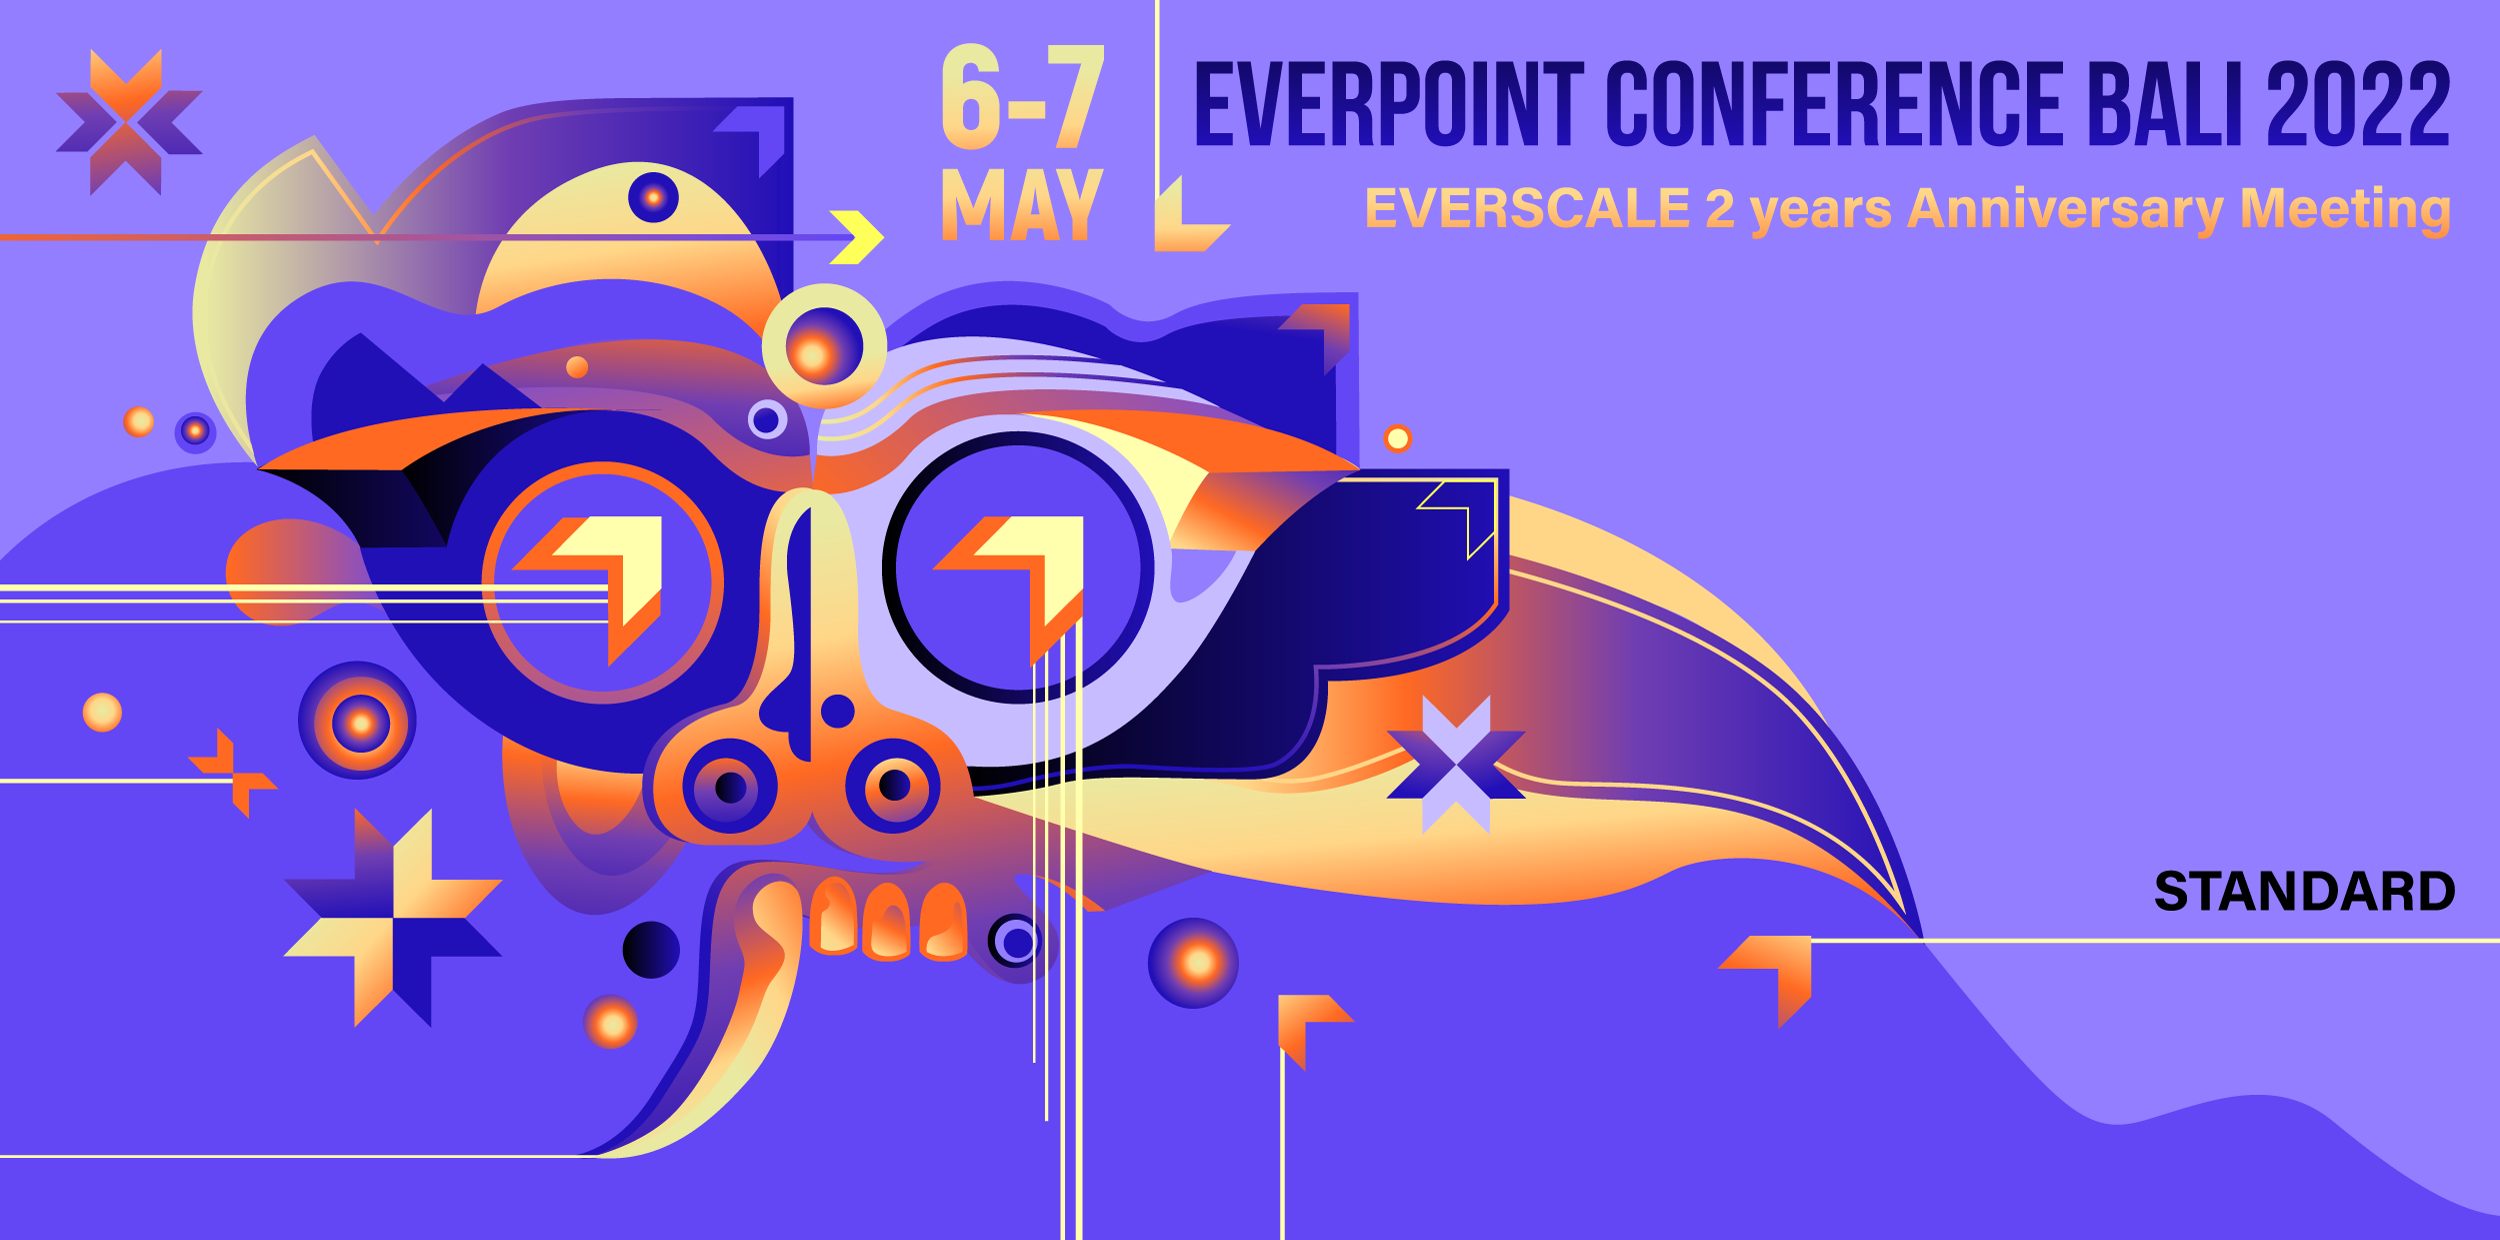 6-7
MAY
EVERPOINT CONFERENCE BALI 2022
EVERSCALE 2 years Anniversary Meeting
STANDARD